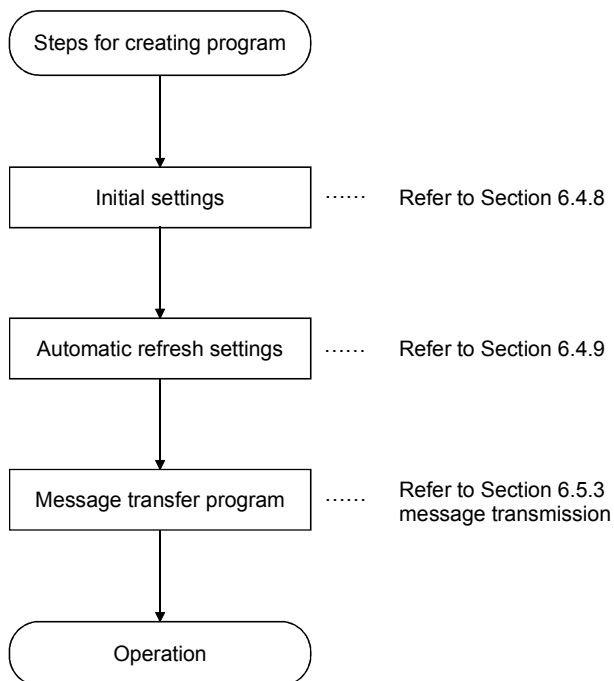 Steps for creating program
Initial settings
...... Refer to Section 6.4.8
Automatic refresh settings
...... Refer to Section 6.4.9
Message transfer program
...... Refer to Section 6.5.3
message transmission
Operation